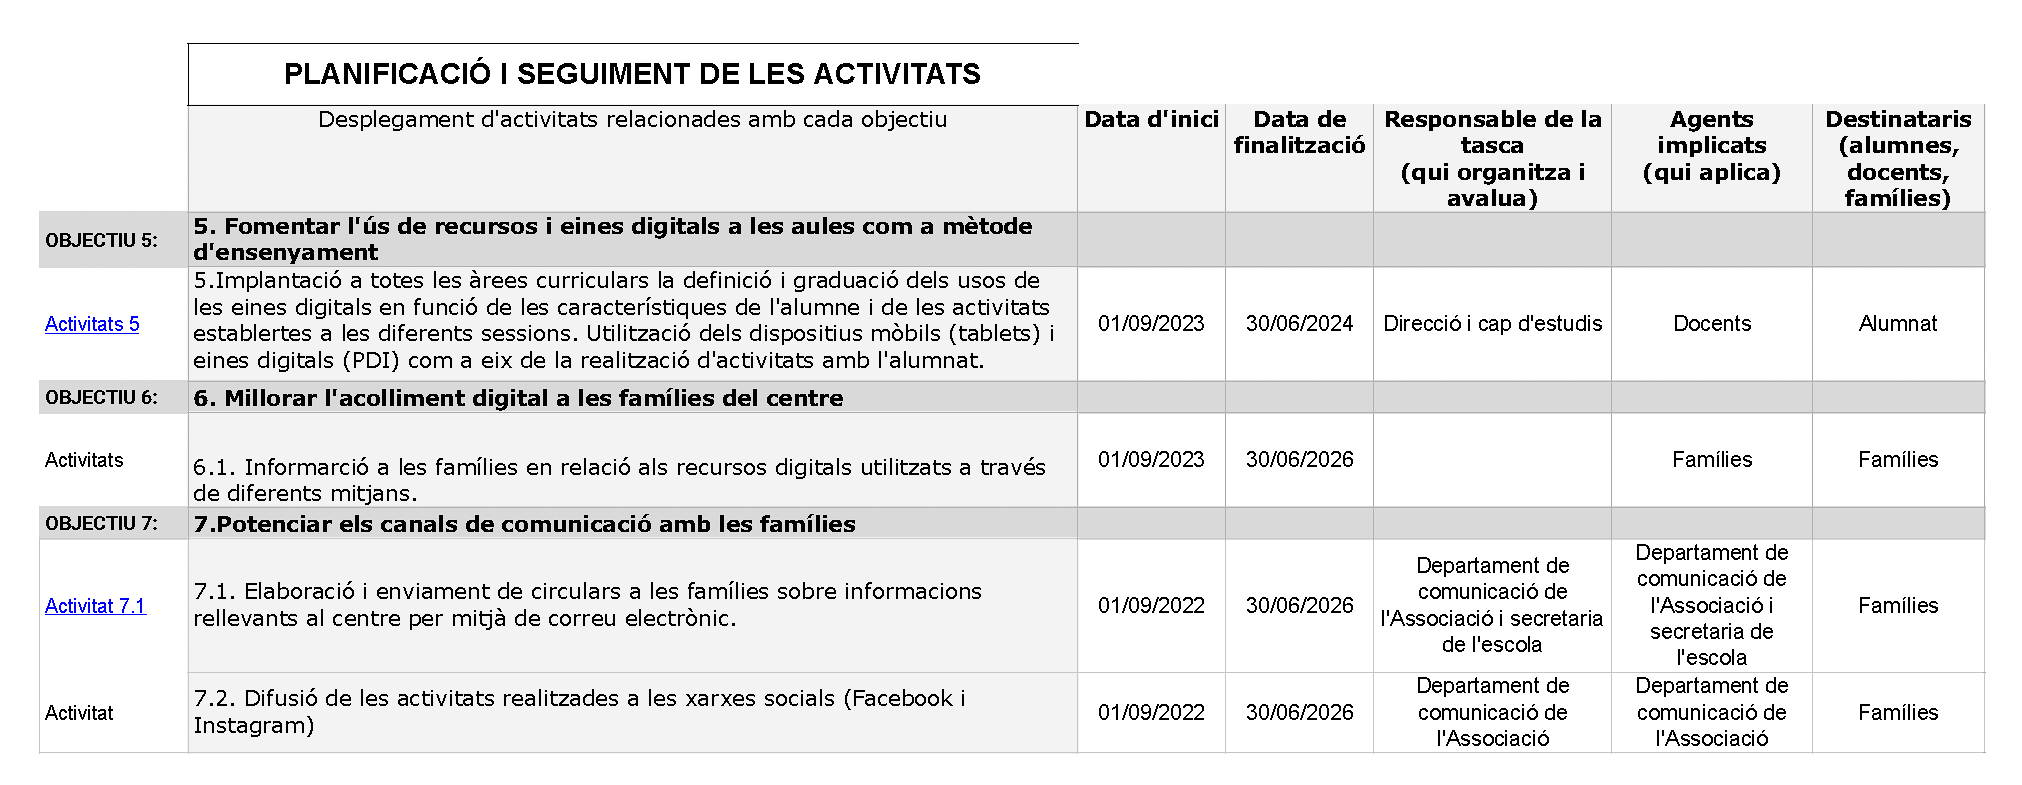 PLANIFICACIÓ I SEGUIMENT DE LES ACTIVITATS
Desplegament d'activitats relacionades amb cada objectiu
Data d'inici
Data de
finalització
Responsable de la
tasca
(qui organitza i
avalua)
Agents
implicats
(qui aplica)
Destinataris
(alumnes,
docents,
famílies)
OBJECTIU 5:
5. Fomentar l'ús de recursos i eines digitals a les aules com a mètode
d'ensenyament
Activitats 5
5.Implantació a totes les àrees curriculars la definició i graduació dels usos de
les eines digitals en funció de les característiques de l'alumne i de les activitats
establertes a les diferents sessions. Utilització dels dispositius mòbils (tablets) i
eines digitals (PDI) com a eix de la realització d'activitats amb l'alumnat.
01/09/2023
30/06/2024
Direcció i cap d'estudis
Docents
Alumnat
OBJECTIU 6:
6. Millorar l'acolliment digital a les famílies del centre
Activitats
6.1. Informarció a les famílies en relació als recursos digitals utilitzats a través
de diferents mitjans.
01/09/2023
30/06/2026
Famílies
Famílies
OBJECTIU 7:
7.Potenciar els canals de comunicació amb les famílies
Activitat 7.1
7.1. Elaboració i enviament de circulars a les famílies sobre informacions
rellevants al centre per mitjà de correu electrònic.
01/09/2022
30/06/2026
Departament de
comunicació de
l'Associació i secretaria
de l'escola
Departament de
comunicació de
l'Associació i
secretaria de
l'escola
Famílies
Activitat
7.2. Difusió de les activitats realitzades a les xarxes socials (Facebook i
Instagram)
01/09/2022
30/06/2026
Departament de
comunicació de
l'Associació
Departament de
comunicació de
l'Associació
Famílies